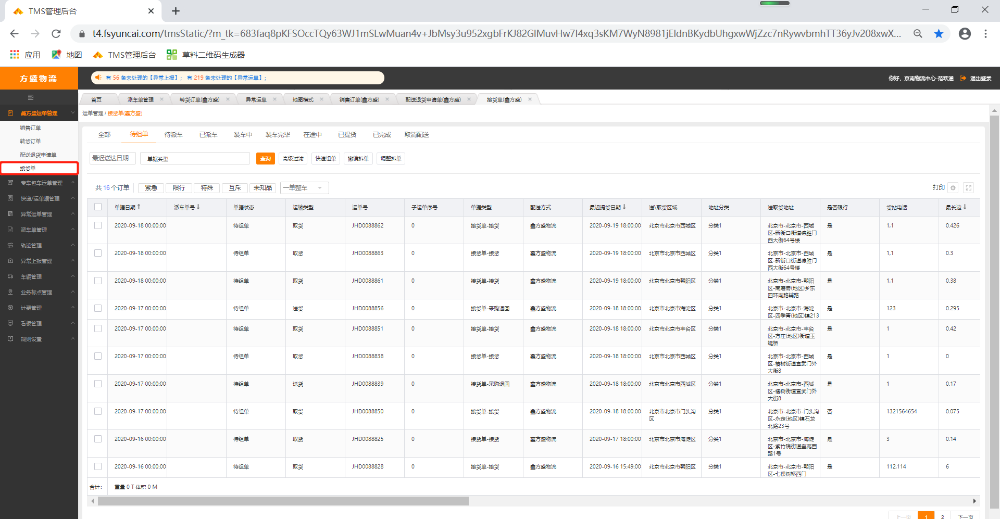 TMS管理后台
t4.fsyuncai.com/tmsStatic/?m_tk=683faq8pKFSOccTQy63WJ1mSLwMuan4v+JbMsy3u952xgbFrKJ82GlMuvHw7I4xq3sKM7WyN8981jEIdnBKydbUhgxwWjZzc7nRywvbmhTT36yJv208xwX...
应用 地图 TMS管理后台 草料二维码生成器
方盛物流
有 56 条未处理的【异常上报】; 有 219 条未处理的【异常运单】;
你好, 京南物流中心-范跃通 退出登录
首页 派车单管理 转货订单(鑫方盛) 异常运单 地图模式 销售订单(鑫方盛) 配送退货申请单(鑫方盛) 接货单(鑫方盛)
运单管理 / 接货单(鑫方盛)
鑫方盛运单管理
销售订单
转货订单
配送退货申请单
接货单
专车包车运单管理
快递/运单据管理
异常运单管理
派车单管理
轨迹管理
异常上报管理
车辆管理
业务标点管理
计费管理
看板管理
规则设置
全部 待组单 待派车 已派车 装车中 装车完毕 在途中 已提货 已完成 取消配送
最迟送达日期 单据类型 查询 高级过滤 快速组单 撤销拆单 调整拆单
共 16 个订单 紧急 限行 特殊 互斥 未知品 一单整车 打印
单据日期 派车单号 单据状态 运输类型 运单号 子运单序号 单据类型 配送方式 最迟提货日期 送\取货区域 地址分类 送取货地址 是否限行 货站电话 最长边
2020-09-18 00:00:00 待组单 取货 JHD0088862 0 接货单-接货 鑫方盛物流 2020-09-19 18:00:00 北京市北京市西城区 分类1 北京市-北京市-西城 是 1,1 0.426
区-新街口街道德胜门
西大街64号楼
2020-09-18 00:00:00 待组单 取货 JHD0088863 0 接货单-接货 鑫方盛物流 2020-09-19 18:00:00 北京市北京市西城区 分类1 北京市-北京市-西城 是 1,1 0.3
区-新街口街道德胜门
西大街64号楼
2020-09-18 00:00:00 待组单 取货 JHD0088861 0 接货单-接货 鑫方盛物流 2020-09-19 18:00:00 北京市北京市朝阳区 分类1 北京市-北京市-朝阳 是 1,1 0.38
区-南磨房(地区)乡东
四环南路辅路
2020-09-17 00:00:00 待组单 送货 JHD0088856 0 接货单-采购退回 鑫方盛物流 2020-09-18 18:00:00 北京市北京市海淀区 分类1 北京市-北京市-海淀 是 123 0.295
区-四季青(地区)镇213
2020-09-17 00:00:00 待组单 取货 JHD0088851 0 接货单-接货 鑫方盛物流 2020-09-18 18:00:00 北京市北京市丰台区 分类1 北京市-北京市-丰台 是 1 0.42
区-方庄(地区)街道玉
蜓桥
2020-09-17 00:00:00 待组单 取货 JHD0088838 0 接货单-接货 鑫方盛物流 2020-09-18 18:00:00 北京市北京市西城区 分类1 北京市-北京市-西城 是 1 0
区-椿树街道宣武门外
大街8
2020-09-17 00:00:00 待组单 送货 JHD0088839 0 接货单-采购退回 鑫方盛物流 2020-09-18 18:00:00 北京市北京市西城区 分类1 北京市-北京市-西城 是 1 0.17
区-椿树街道宣武门外
大街8
2020-09-17 00:00:00 待组单 取货 JHD0088850 0 接货单-接货 鑫方盛物流 2020-09-18 18:00:00 北京市北京市门头沟 分类1 北京市-北京市-门头沟 否 1321564654 0.075
区 区-永定(地区)镇石龙
北路23号
2020-09-16 00:00:00 待组单 取货 JHD0088825 0 接货单-接货 鑫方盛物流 2020-09-17 18:00:00 北京市北京市海淀区 分类1 北京市-北京市-海淀 是 3 0.14
区-紫竹院街道皇苑西
路1号
2020-09-16 00:00:00 待组单 取货 JHD0088828 0 接货单-接货 鑫方盛物流 2020-09-16 15:49:00 北京市北京市朝阳区 分类1 北京市-北京市-朝阳 是 112,114 6
区-七棵树桥西门
合计: 重量 0 T 体积 0 M
上一页 1 2 下一页